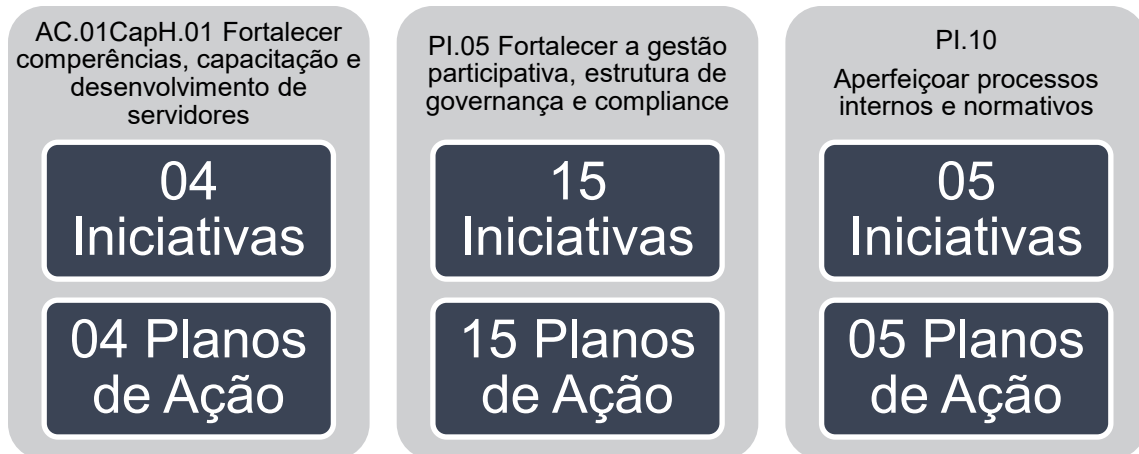 AC.01CapH.01 Fortalecer
comperências, capacitação e
desenvolvimento de
servidores
04
Iniciativas
04 Planos
de Ação
PI.05 Fortalecer a gestão
participativa, estrutura de
governança e compliance
15
Iniciativas
15 Planos
de Ação
PI.10
Aperfeiçoar processos
internos e normativos
05
Iniciativas
05 Planos
de Ação